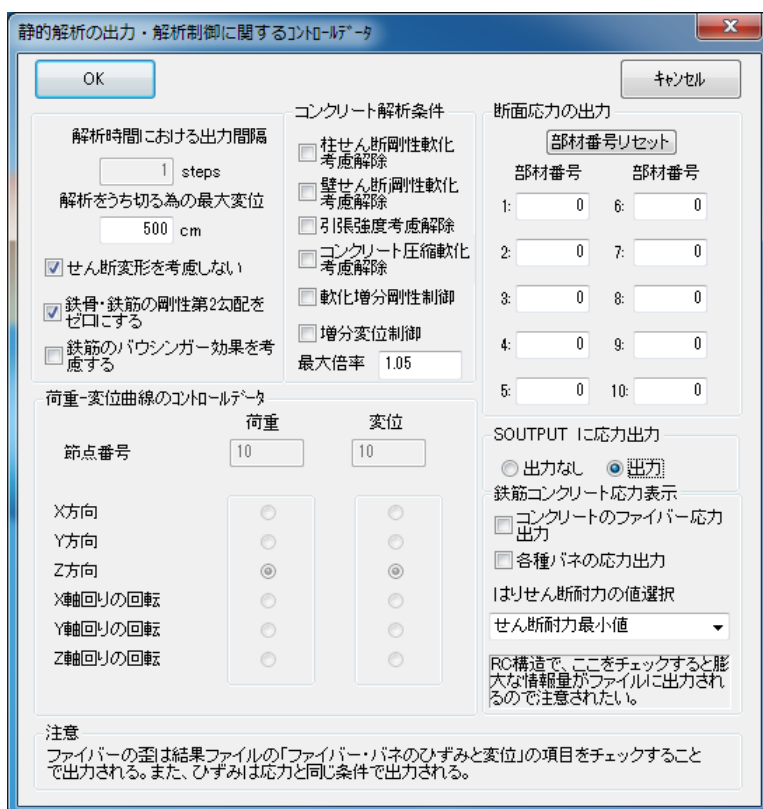 静的解析の出力・解析制御に関するｺﾝﾄﾛｰﾙﾃﾞｰﾀ
OK
ｷｬﾝｾﾙ
解析時間における出力間隔
1 steps
解析をうち切る為の最大変位
500 cm
せん断変形を考慮しない
鉄骨・鉄筋の剛性第2勾配を
ゼロにする
鉄筋のバウシンガー効果を考
慮する
コンクリート解析条件
柱せん断剛性軟化
考慮解除
壁せん断剛性軟化
考慮解除
引張強度考慮解除
コンクリート圧縮軟化
考慮解除
軟化増分剛性制御
増分変位制御
最大倍率 1.05
断面応力の出力
部材番号リセット
部材番号 部材番号
1: 0 6: 0
2: 0 7: 0
3: 0 8: 0
4: 0 9: 0
5: 0 10: 0
荷重-変位曲線のｺﾝﾄﾛｰﾙﾃﾞｰﾀ
荷重 変位
節点番号 10 10
X方向
Y方向
Z方向
X軸回りの回転
Y軸回りの回転
Z軸回りの回転
SOUTPUT に応力出力
出力なし 出力
鉄筋コンクリート応力表示
コンクリートのファイバー応力
出力
各種バネの応力出力
はりせん断耐力の値選択
せん断耐力最小値
RC構造で、ここをチェックすると膨
大な情報量がファイルに出力され
るので注意されたい。
注意
ファイバーの歪は結果ファイルの「ファイバー・バネのひずみと変位」の項目をチェックすること
で出力される。また、ひずみは応力と同じ条件で出力される。